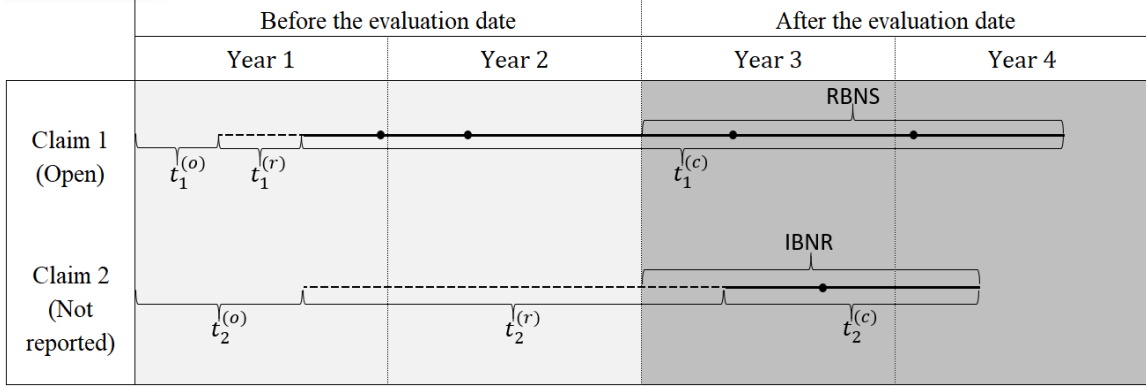 Before the evaluation date After the evaluation date
Year 1 Year 2 Year 3 Year 4
RBNS
Claim 1
(Open)
t₁⁽ᵒ⁾ t₁⁽ʳ⁾ t₁⁽ᶜ⁾
IBNR
Claim 2
(Not
reported)
t₂⁽ᵒ⁾ t₂⁽ʳ⁾ t₂⁽ᶜ⁾